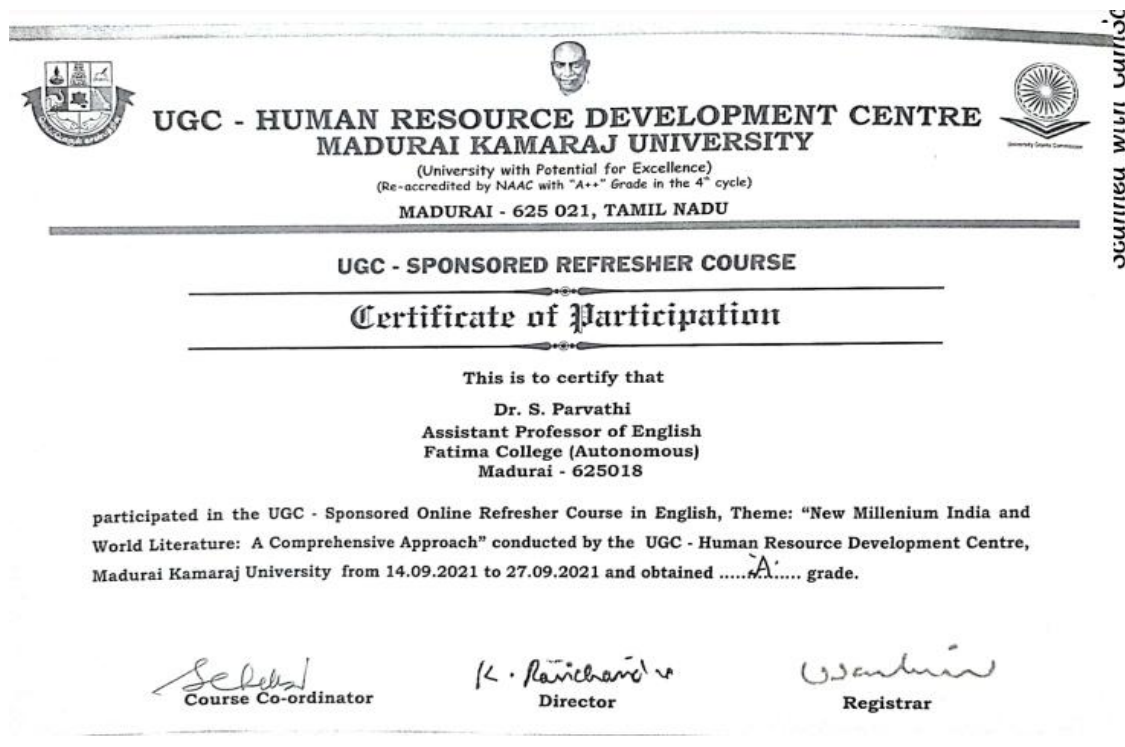 UGC - HUMAN RESOURCE DEVELOPMENT CENTRE
MADURAI KAMARAJ UNIVERSITY
(University with Potential for Excellence)
(Re-accredited by NAAC with "A++" Grade in the 4th cycle)
MADURAI - 625 021, TAMIL NADU
University Grants Commission
UGC - SPONSORED REFRESHER COURSE
Certificate of Participation
This is to certify that
Dr. S. Parvathi
Assistant Professor of English
Fatima College (Autonomous)
Madurai - 625018
participated in the UGC - Sponsored Online Refresher Course in English, Theme: "New Millenium India and
World Literature: A Comprehensive Approach" conducted by the UGC - Human Resource Development Centre,
Madurai Kamaraj University from 14.09.2021 to 27.09.2021 and obtained .....'A'..... grade.
Course Co-ordinator
K. Ravichand
Director
Registrar